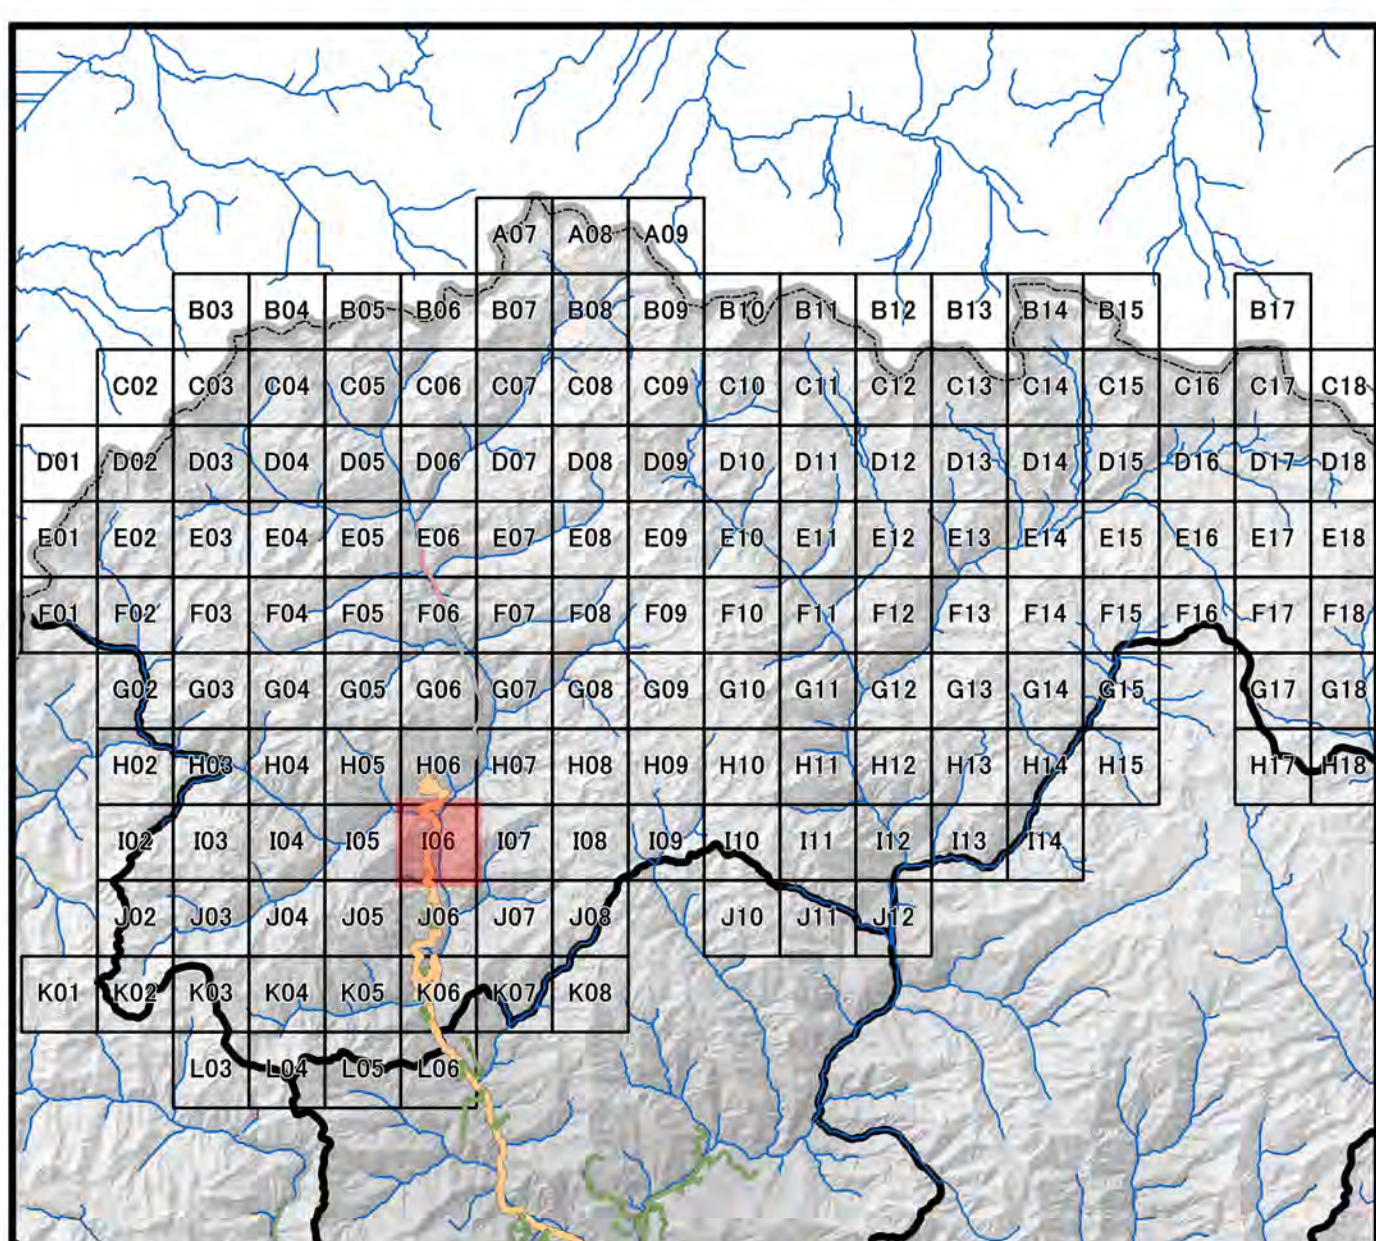 A07 A08 A09
B03 B04 B05 B06 B07 B08 B09 B10 B11 B12 B13 B14 B15 B17
C02 C03 C04 C05 C06 C07 C08 C09 C10 C11 C12 C13 C14 C15 C16 C17 C18
D01 D02 D03 D04 D05 D06 D07 D08 D09 D10 D11 D12 D13 D14 D15 D16 D17 D18
E01 E02 E03 E04 E05 E06 E07 E08 E09 E10 E11 E12 E13 E14 E15 E16 E17 E18
F01 F02 F03 F04 F05 F06 F07 F08 F09 F10 F11 F12 F13 F14 F15 F16 F17 F18
G02 G03 G04 G05 G06 G07 G08 G09 G10 G11 G12 G13 G14 G15 G17 G18
H02 H03 H04 H05 H06 H07 H08 H09 H10 H11 H12 H13 H14 H15 H17 H18
I02 I03 I04 I05 I06 I07 I08 I09 I10 I11 I12 I13 I14
J02 J03 J04 J05 J06 J07 J08 J10 J11 J12
K01 K02 K03 K04 K05 K06 K07 K08
L03 L04 L05 L06